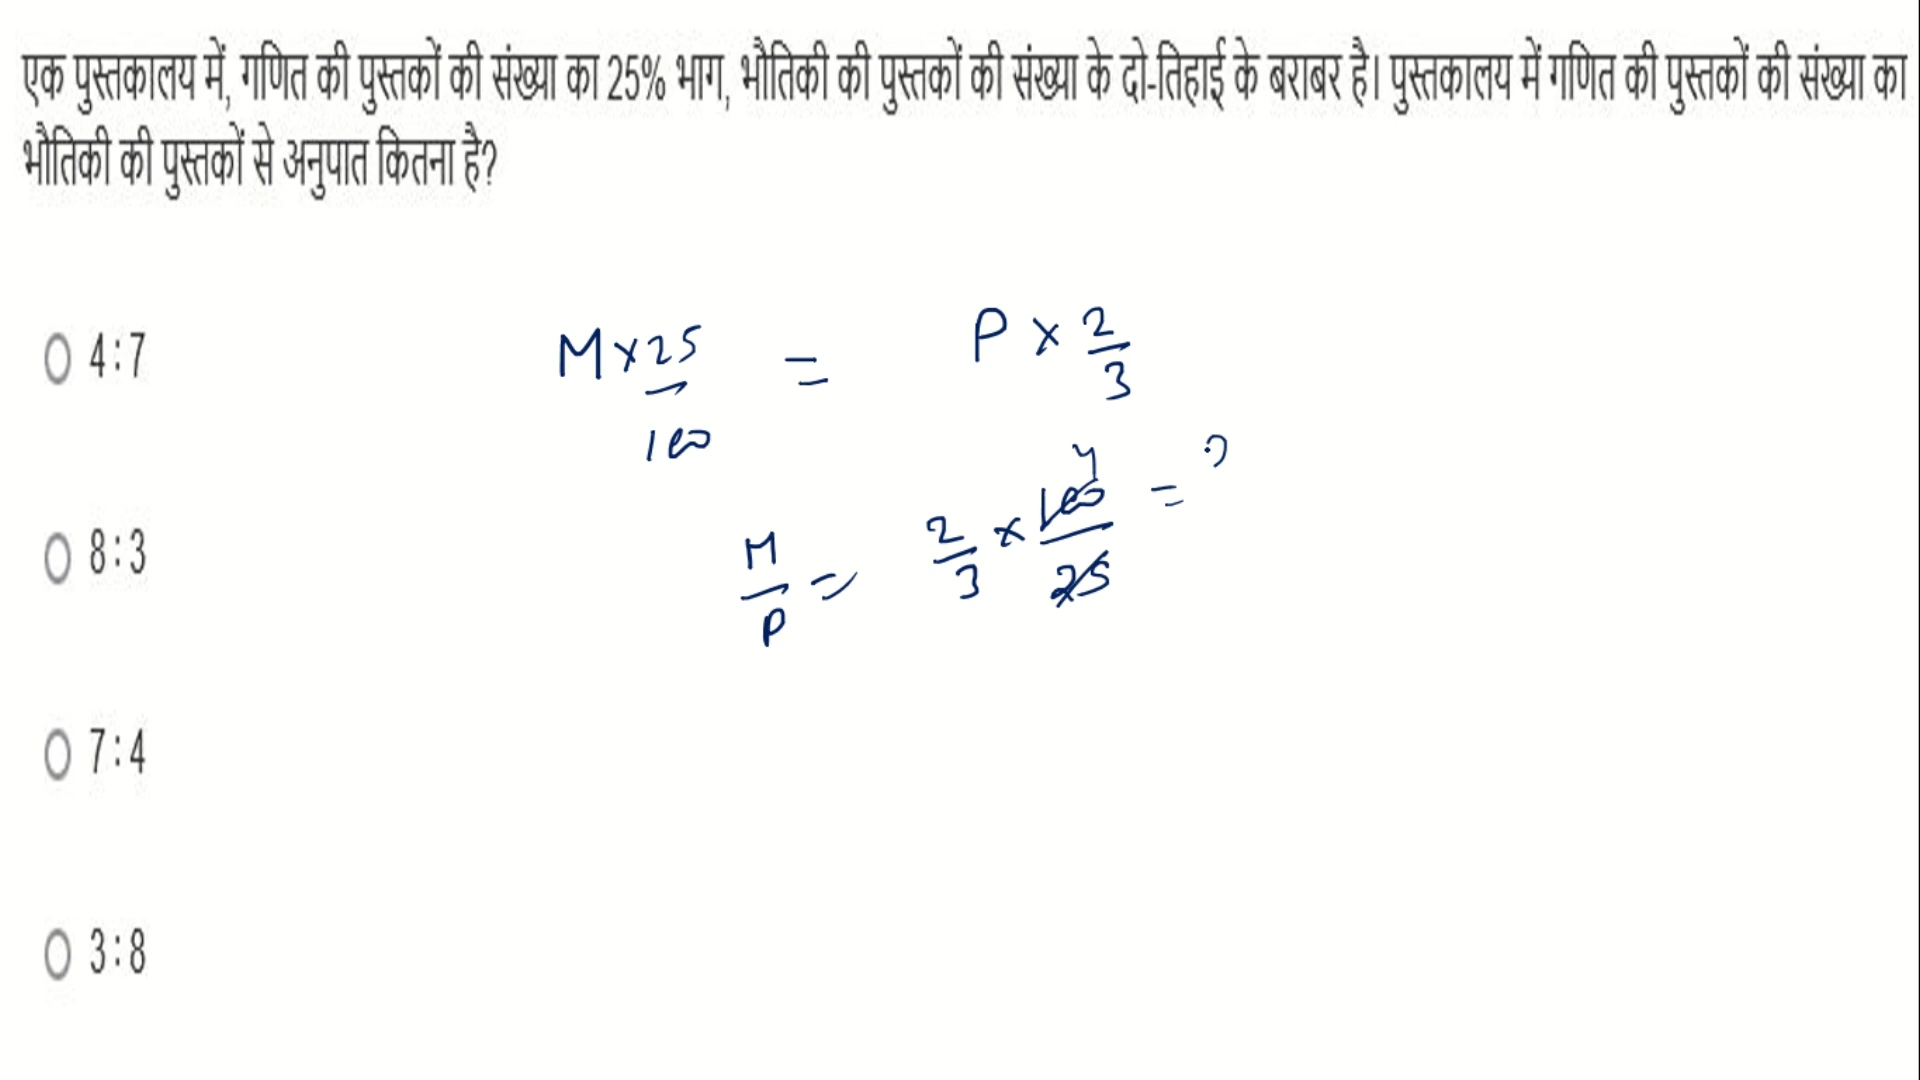 एक पुस्तकालय में, गणित की पुस्तकों की संख्या का 25% भाग, भौतिकी की पुस्तकों की संख्या के दो-तिहाई के बराबर है। पुस्तकालय में गणित की पुस्तकों की संख्या का
भौतिकी की पुस्तकों से अनुपात कितना है?
4:7
M × 25/100 = P × 2/3
8:3
M/P = 2/3 × 100/25 =
7:4
3:8